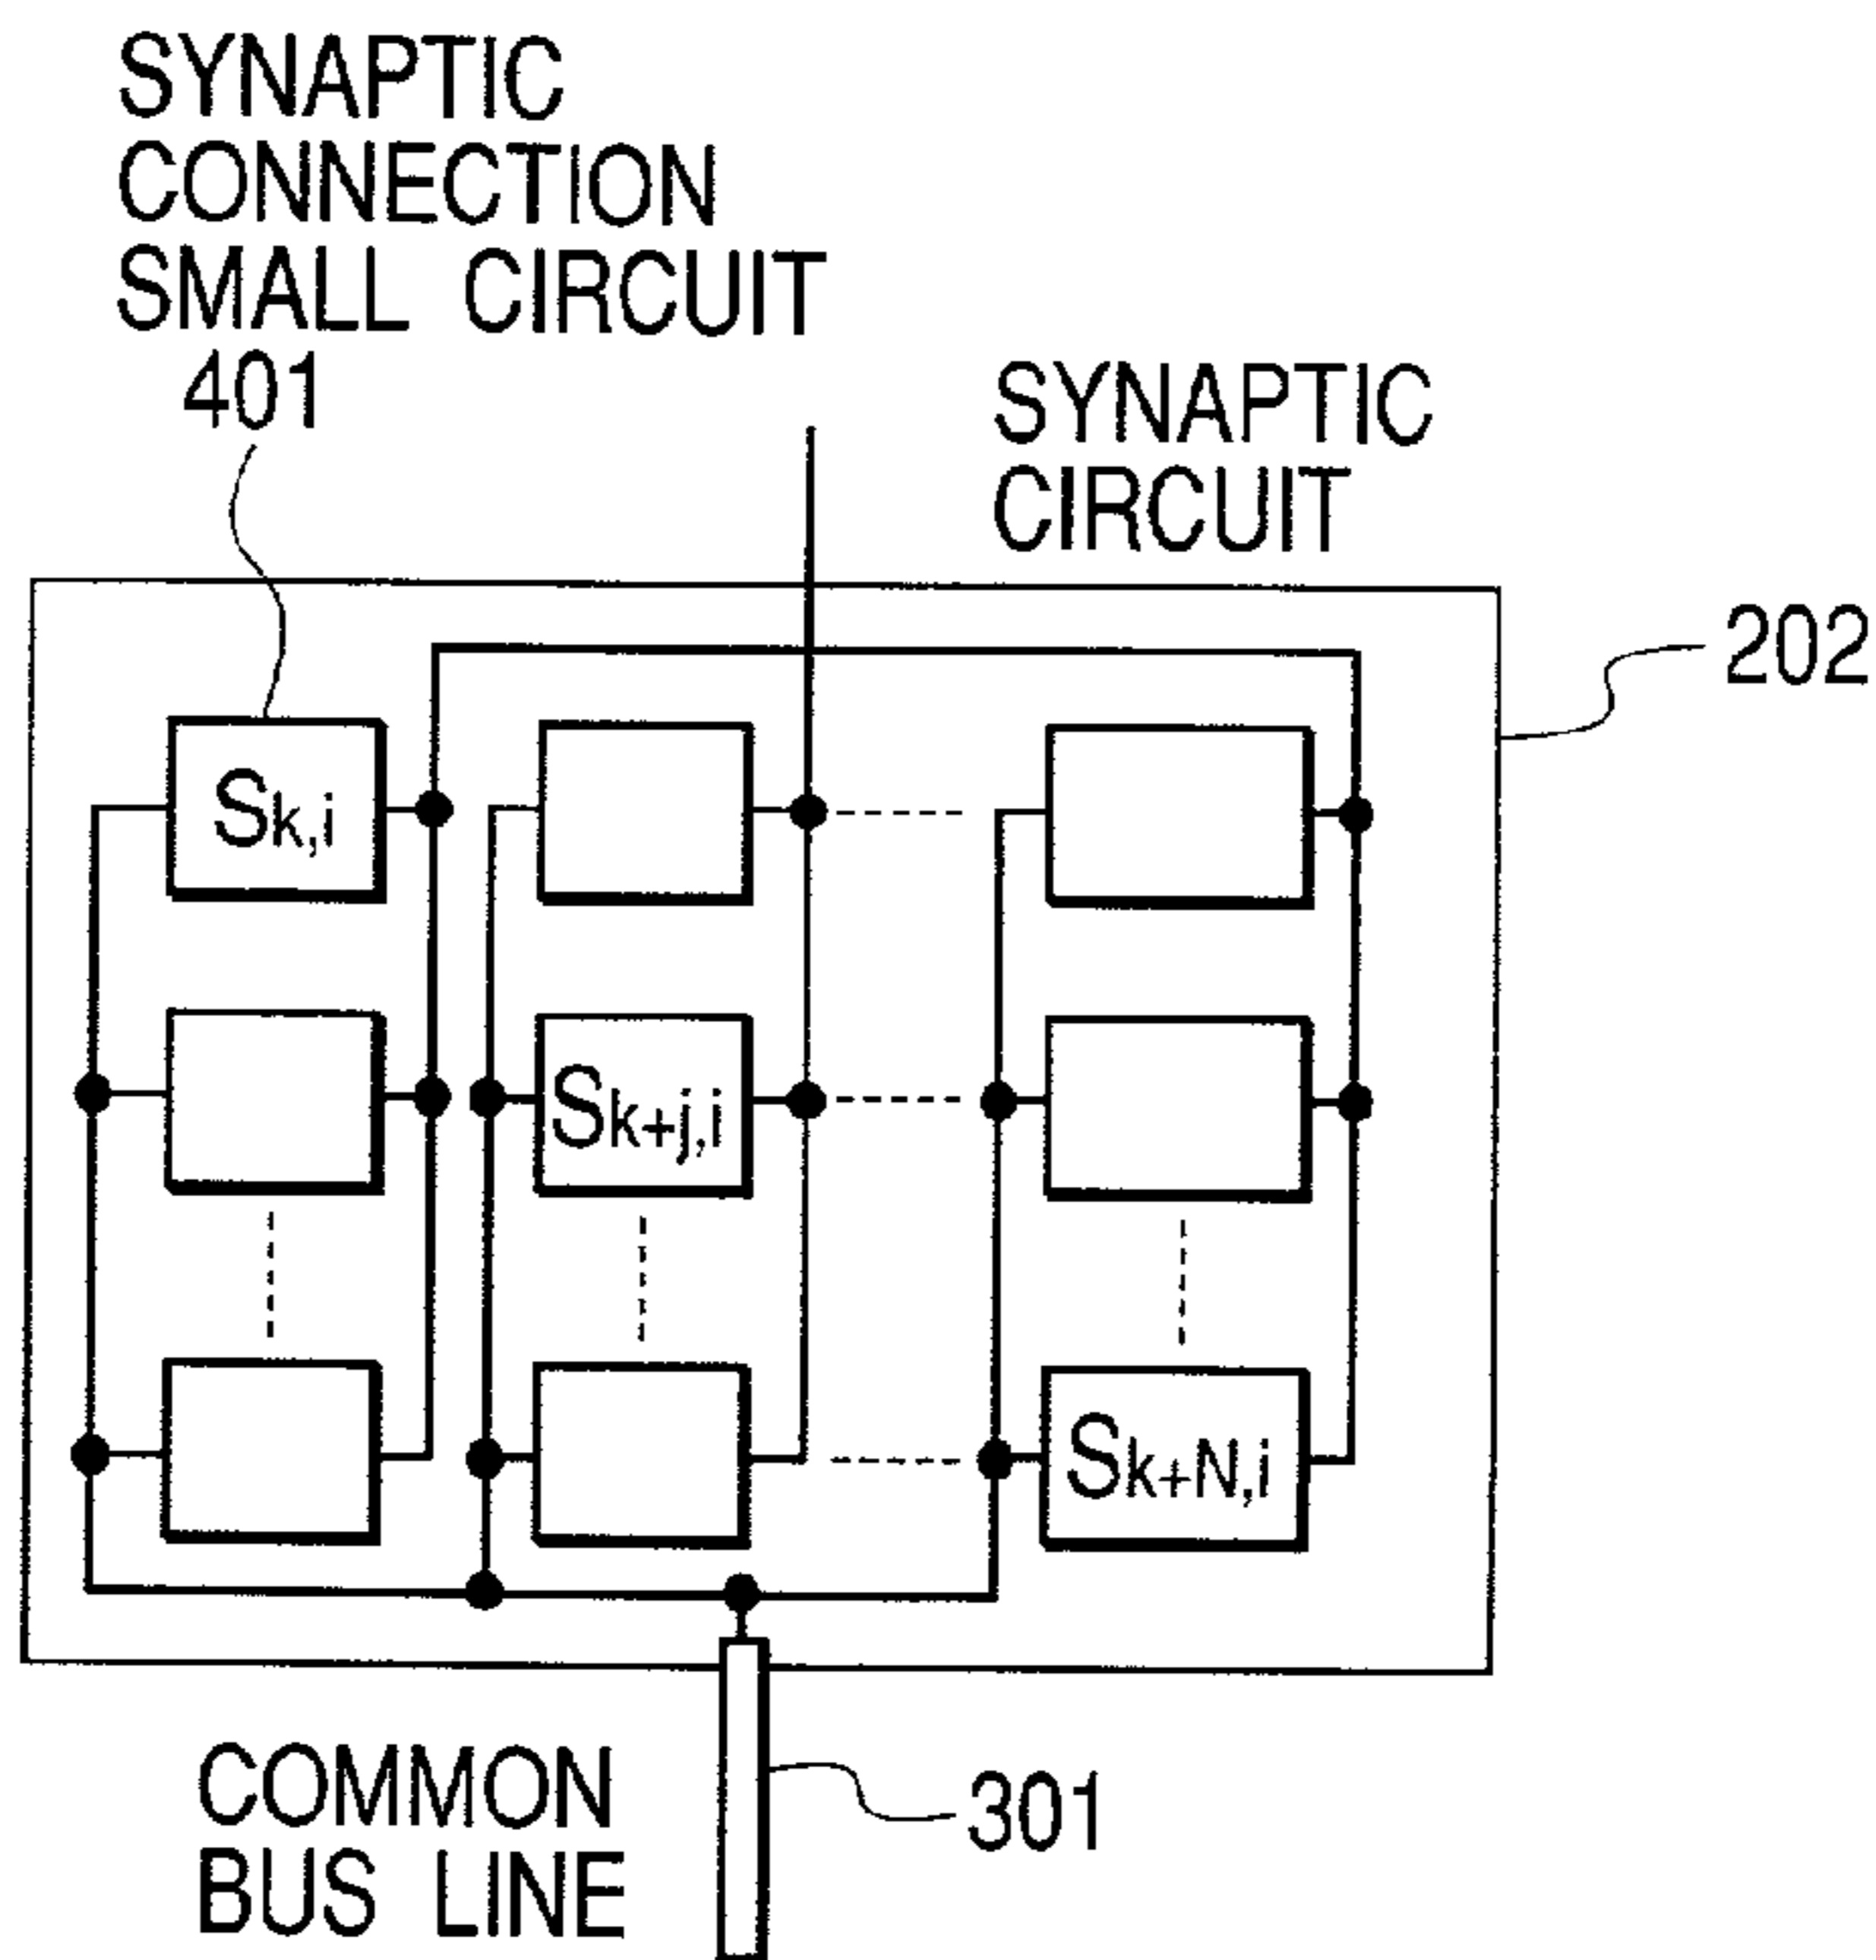 SYNAPTIC
CONNECTION
SMALL CIRCUIT
401
SYNAPTIC
CIRCUIT
202
Sk,i
Sk+j,i
Sk+N,i
COMMON
BUS LINE
301